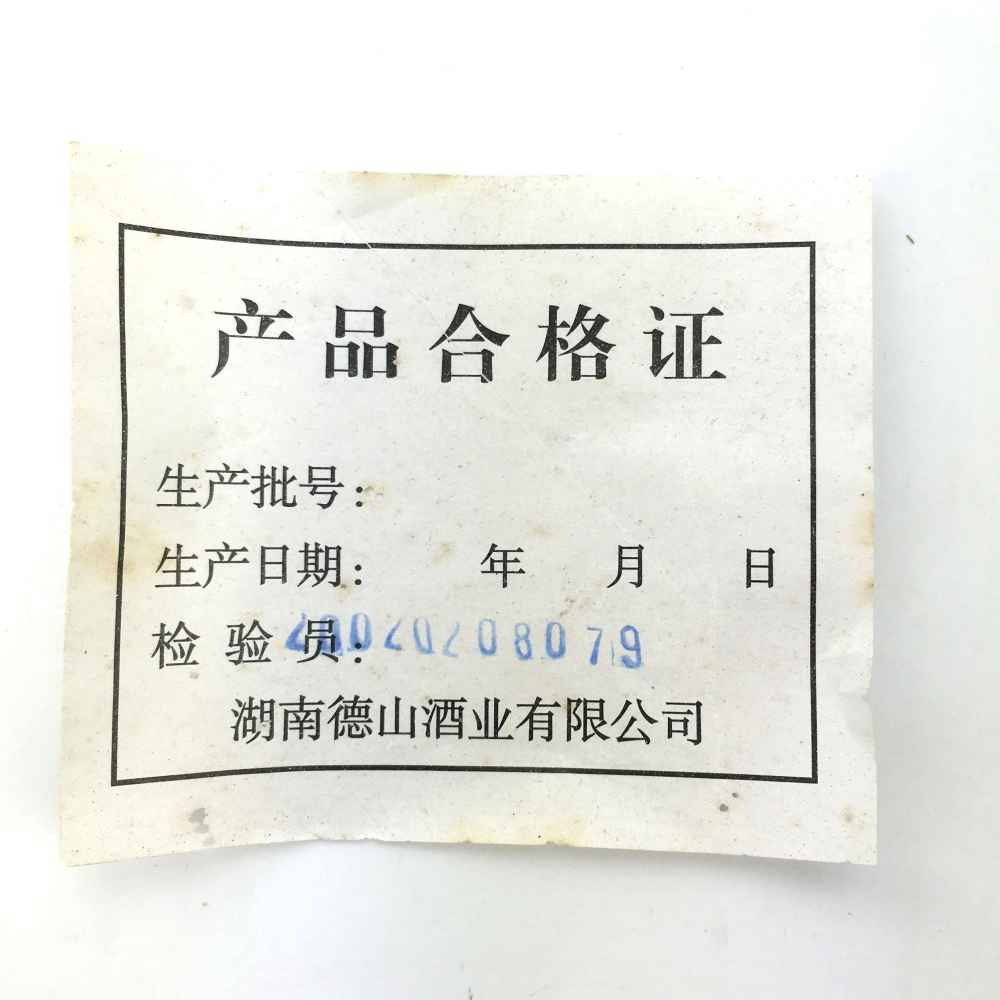 产品合格证
生产批号:
生产日期: 年 月 日
检验员: 20020208079
湖南德山酒业有限公司